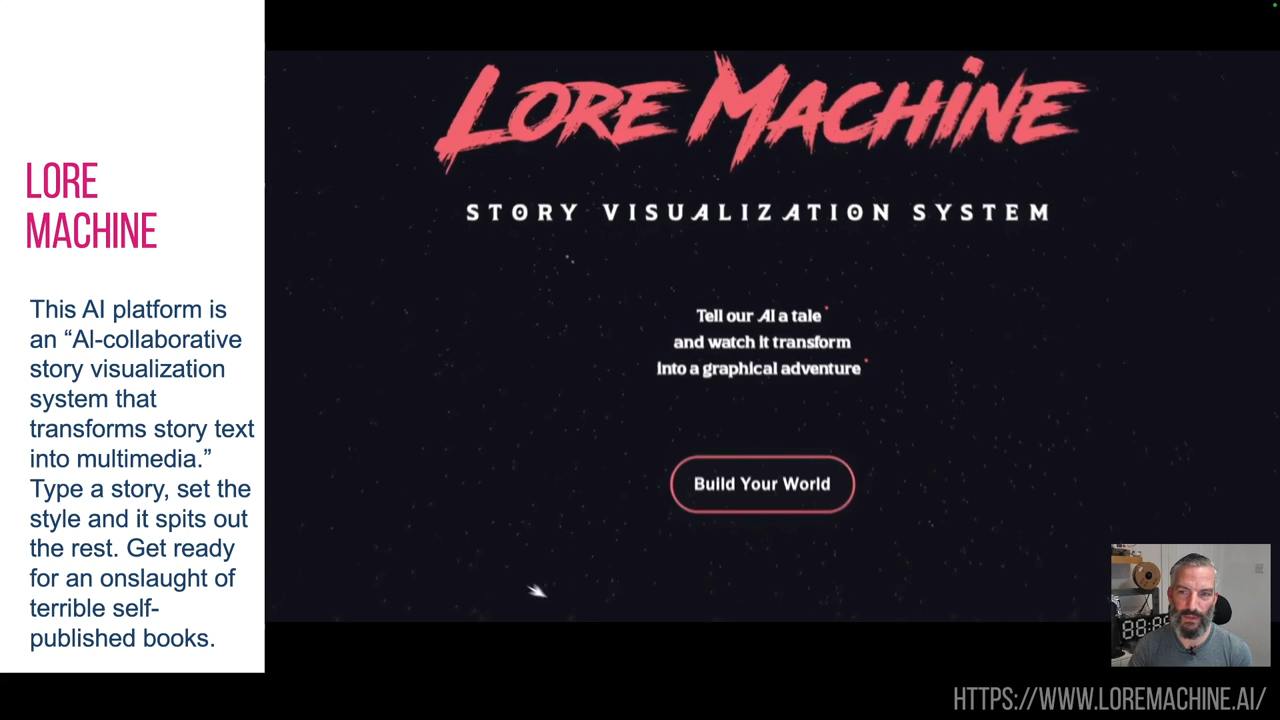 LORE
MACHINE
This AI platform is
an “AI-collaborative
story visualization
system that
transforms story text
into multimedia.”
Type a story, set the
style and it spits out
the rest. Get ready
for an onslaught of
terrible self-
published books.
LORE MACHINE
STORY VISUALIZATION SYSTEM
Tell our AI a tale
and watch it transform
into a graphical adventure
Build Your World
HTTPS://WWW.LOREMACHINE.AI/